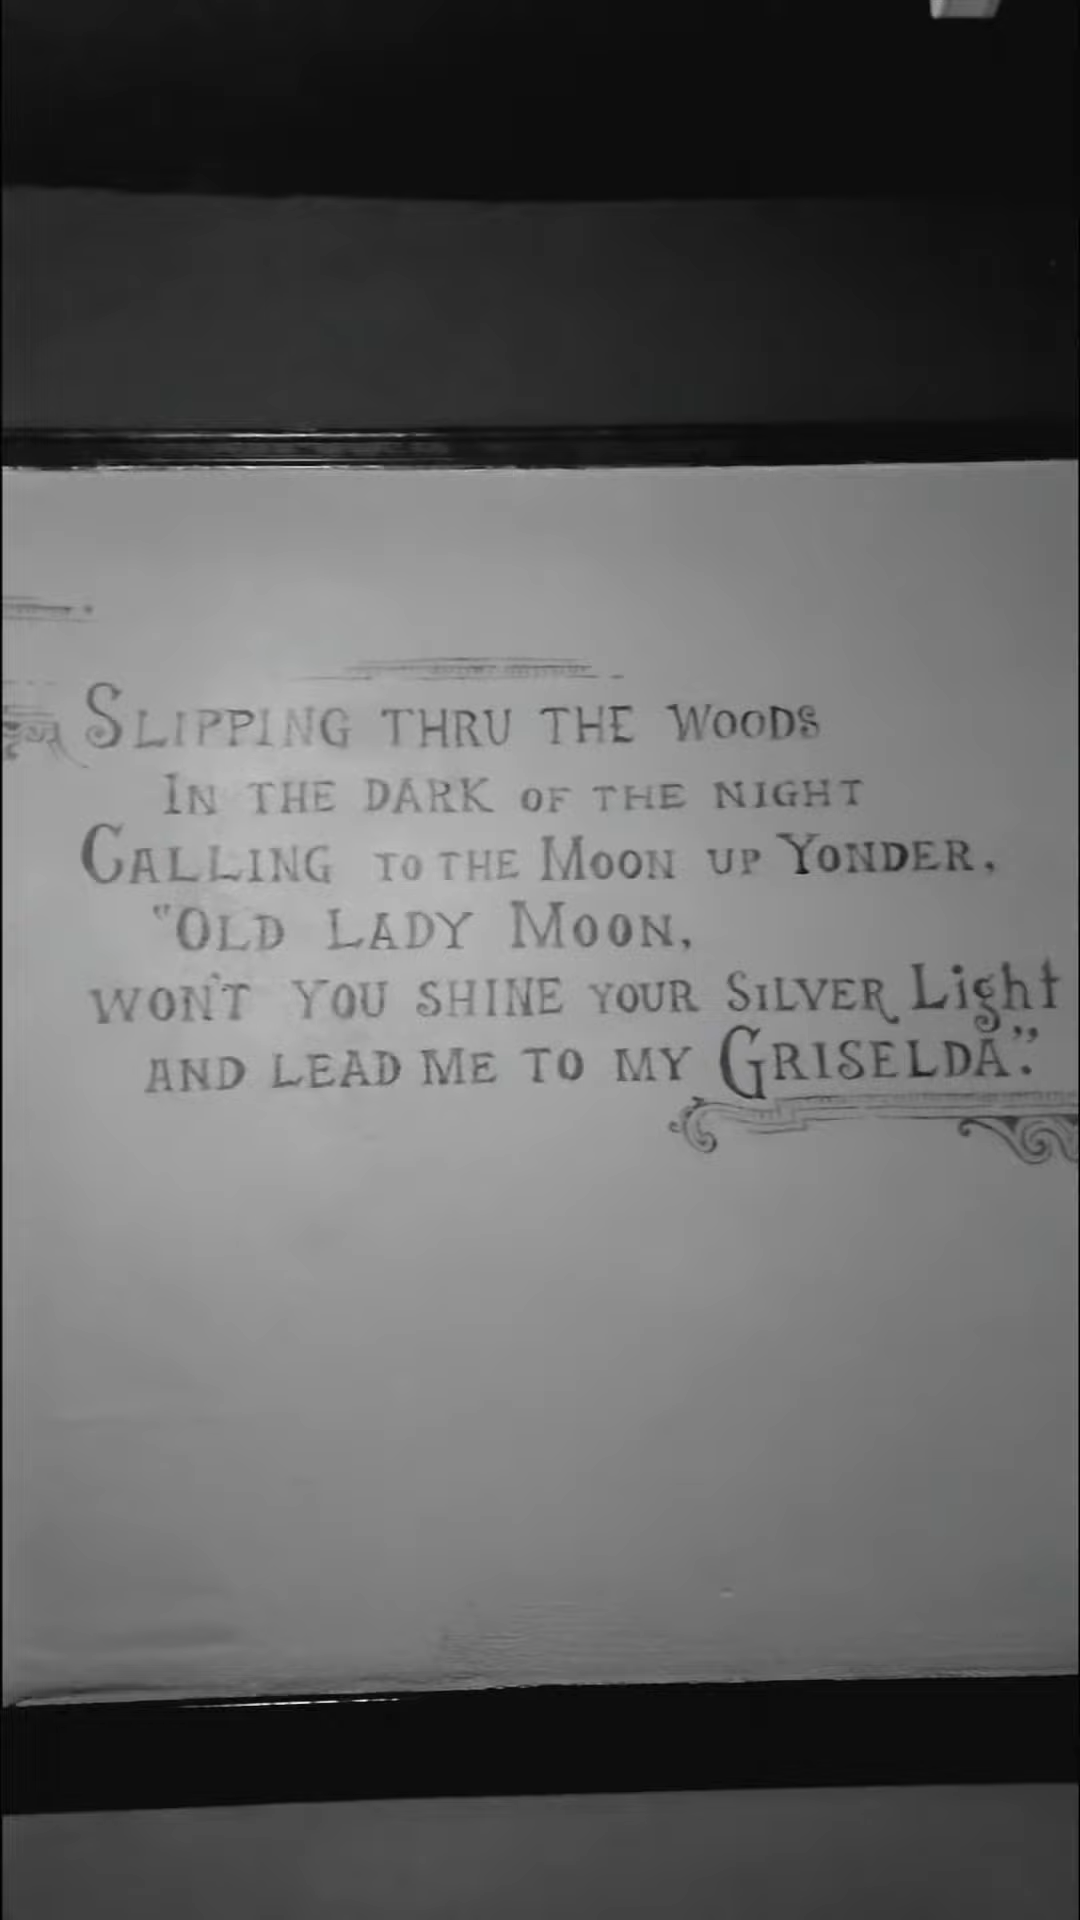 Slipping thru the Woods
In the dark of the night
Calling to the Moon up Yonder,
"Old Lady Moon,
won't you shine your Silver Light
and lead me to my Griselda".